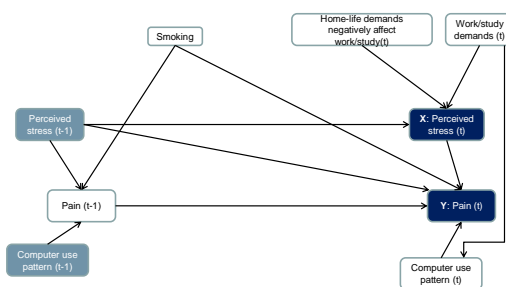 Home-life demands
negatively affect
work/study(t)
Work/study
demands (t)
Smoking
Perceived
stress (t-1)
X: Perceived
stress (t)
Pain (t-1)
Y: Pain (t)
Computer use
pattern (t-1)
Computer use
pattern (t)